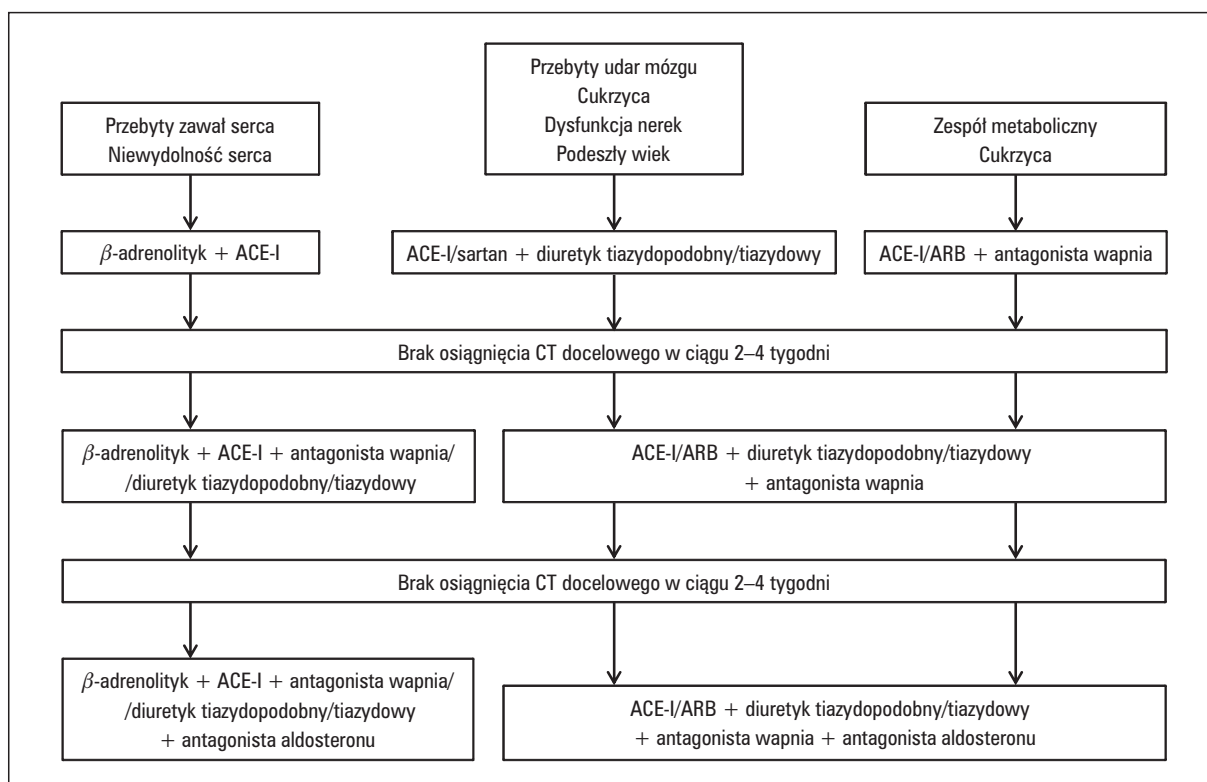 Przebyty zawał serca
Niewydolność serca
Przebyty udar mózgu
Cukrzyca
Dysfunkcja nerek
Podeszły wiek
Zespół metaboliczny
Cukrzyca
β-adrenolityk + ACE-I
ACE-I/sartan + diuretyk tiazydopodobny/tiazydowy
ACE-I/ARB + antagonista wapnia
Brak osiągnięcia CT docelowego w ciągu 2–4 tygodni
β-adrenolityk + ACE-I + antagonista wapnia/
/diuretyk tiazydopodobny/tiazydowy
ACE-I/ARB + diuretyk tiazydopodobny/tiazydowy
+ antagonista wapnia
Brak osiągnięcia CT docelowego w ciągu 2–4 tygodni
β-adrenolityk + ACE-I + antagonista wapnia/
/diuretyk tiazydopodobny/tiazydowy
+ antagonista aldosteronu
ACE-I/ARB + diuretyk tiazydopodobny/tiazydowy
+ antagonista wapnia + antagonista aldosteronu